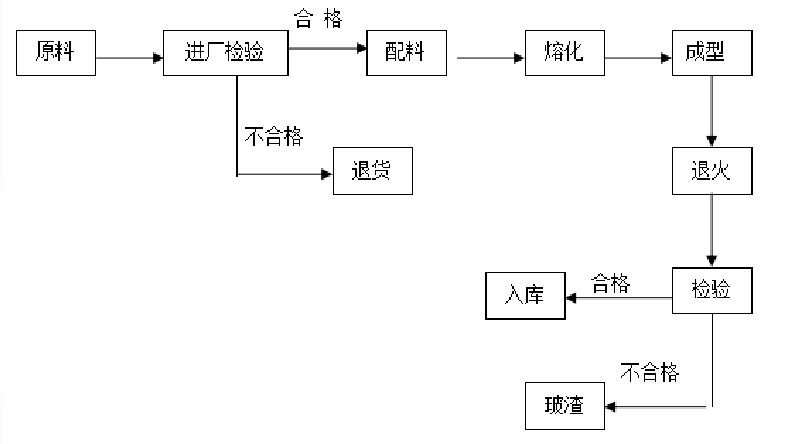 合 格
原料
进厂检验
配料
熔化
成型
不合格
退货
退火
合格
入库
检验
不合格
玻渣